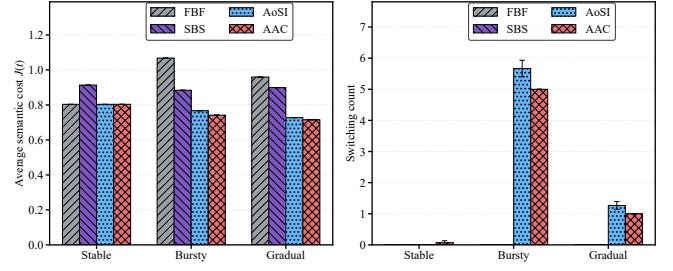 FBF
SBS
AoSI
AAC
Average semantic cost J(t)
1.2
1.0
0.8
0.6
0.4
0.2
0.0
Stable
Bursty
Gradual
FBF
SBS
AoSI
AAC
Switching count
7
6
5
4
3
2
1
0
Stable
Bursty
Gradual